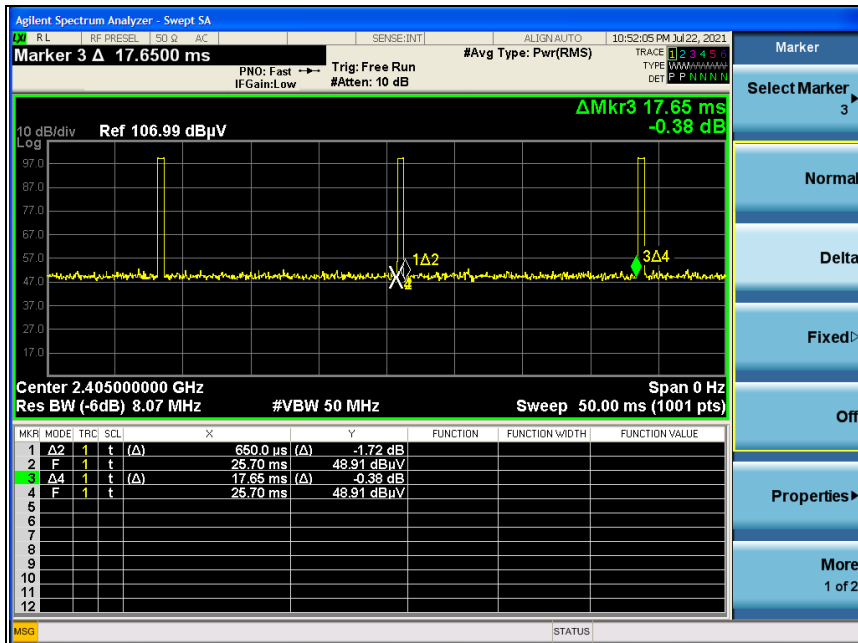 Agilent Spectrum Analyzer - Swept SA
LXI RL RF PRESEL 50 Ω AC SENSE:INT ALIGN AUTO 10:52:05 PM Jul 22, 2021
Marker 3 Δ 17.6500 ms
PNO: Fast
IFGain:Low
Trig: Free Run
#Atten: 10 dB
#Avg Type: Pwr(RMS)
TRACE 1 2 3 4 5 6
TYPE WWWWWW
DET P P N N N N
ΔMkr3 17.65 ms
-0.38 dB
10 dB/div Ref 106.99 dBµV
Log
97.0
87.0
77.0
67.0
57.0
47.0
37.0
27.0
17.0
1Δ2
3Δ4
Center 2.405000000 GHz Span 0 Hz
Res BW (-6dB) 8.07 MHz #VBW 50 MHz Sweep 50.00 ms (1001 pts)
MKR MODE TRC SCL X Y FUNCTION FUNCTION WIDTH FUNCTION VALUE
1 Δ2 1 t (Δ) 650.0 µs (Δ) -1.72 dB
2 F 1 t 25.70 ms 48.91 dBµV
3 Δ4 1 t (Δ) 17.65 ms (Δ) -0.38 dB
4 F 1 t 25.70 ms 48.91 dBµV
5
6
7
8
9
10
11
12
MSG STATUS
Marker
Select Marker
3
Normal
Delta
Fixed
Off
Properties
More
1 of 2